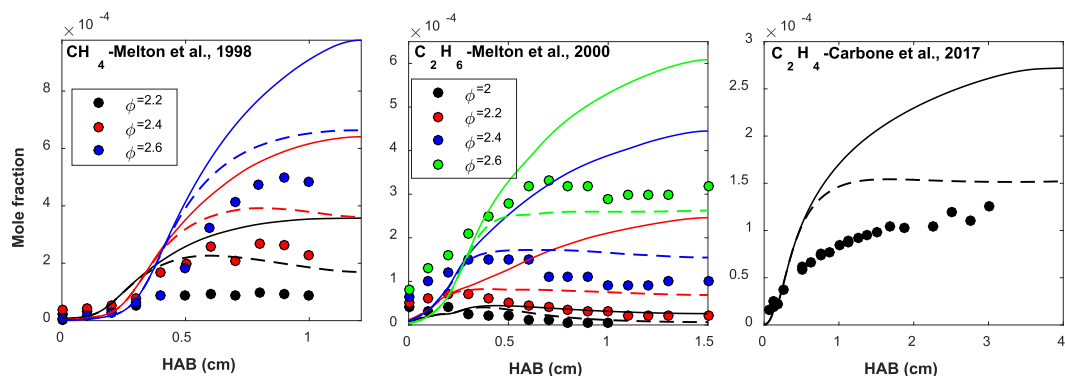 × 10 -4
CH4-Melton et al., 1998
ϕ=2.2
ϕ=2.4
ϕ=2.6
Mole fraction
8
6
4
2
0
0
0.5
1
HAB (cm)
× 10 -4
C2H6-Melton et al., 2000
ϕ=2
ϕ=2.2
ϕ=2.4
ϕ=2.6
6
5
4
3
2
1
0
0
0.5
1
1.5
HAB (cm)
× 10 -4
C2H4-Carbone et al., 2017
3
2.5
2
1.5
1
0.5
0
0
1
2
3
4
HAB (cm)